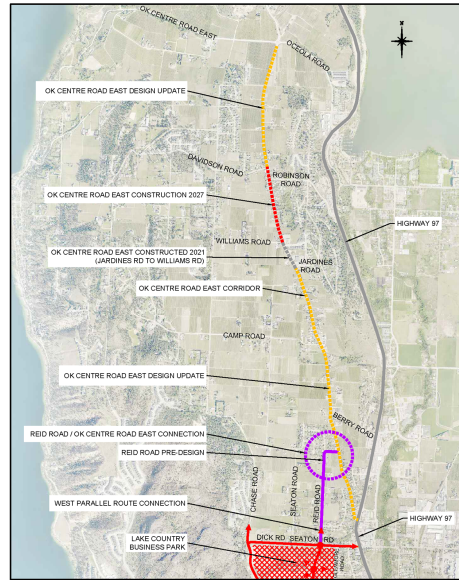 OK CENTRE ROAD EAST
OCEOLA ROAD
OK CENTRE ROAD EAST DESIGN UPDATE
DAVIDSON ROAD
ROBINSON
ROAD
OK CENTRE ROAD EAST CONSTRUCTION 2027
HIGHWAY 97
WILLIAMS ROAD
OK CENTRE ROAD EAST CONSTRUCTED 2021
(JARDINES RD TO WILLIAMS RD)
JARDINES
ROAD
OK CENTRE ROAD EAST CORRIDOR
CAMP ROAD
OK CENTRE ROAD EAST DESIGN UPDATE
BERRY ROAD
REID ROAD / OK CENTRE ROAD EAST CONNECTION
REID ROAD PRE-DESIGN
CHASE ROAD
SEATON ROAD
REID ROAD
WEST PARALLEL ROUTE CONNECTION
HIGHWAY 97
DICK RD SEATON RD
LAKE COUNTRY
BUSINESS PARK